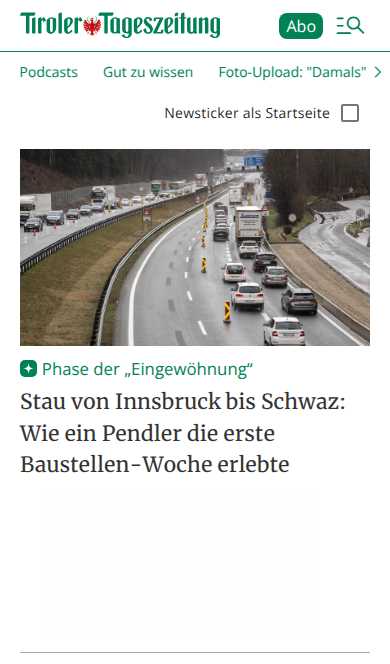 Tiroler Tageszeitung
Abo
Podcasts Gut zu wissen Foto-Upload: "Damals"
Newsticker als Startseite
Phase der „Eingewöhnung“
Stau von Innsbruck bis Schwaz:
Wie ein Pendler die erste
Baustellen-Woche erlebte